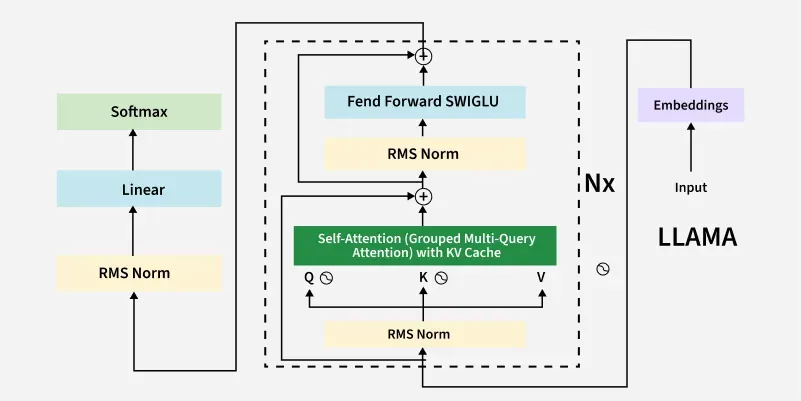 Softmax
Linear
RMS Norm
Fend Forward SWIGLU
RMS Norm
Self-Attention (Grouped Multi-Query
Attention) with KV Cache
Q K V
RMS Norm
Nx
Embeddings
Input
LLAMA